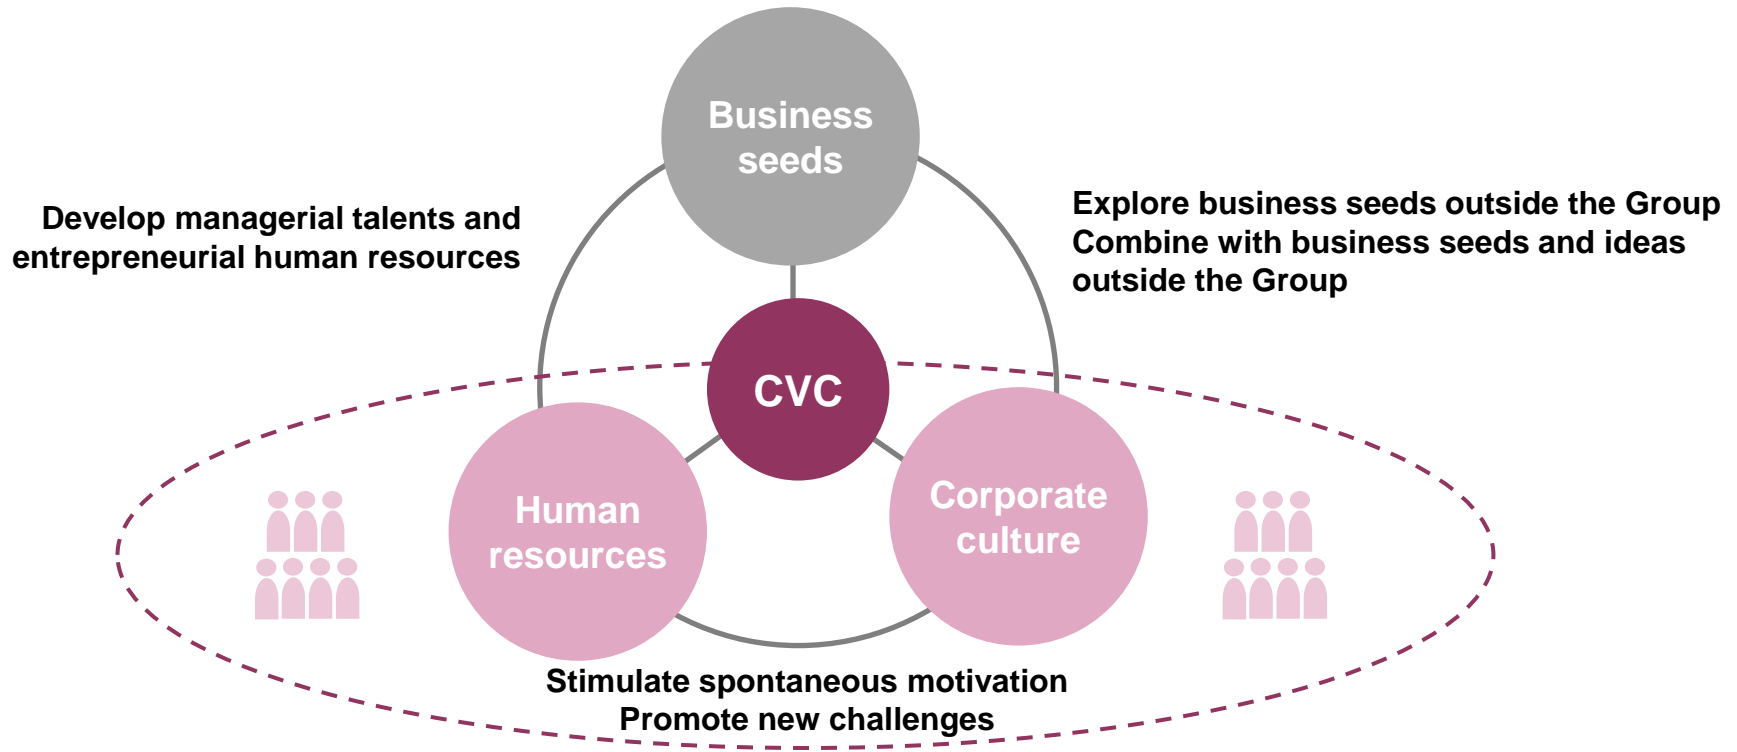 Business
seeds
Develop managerial talents and
entrepreneurial human resources
Explore business seeds outside the Group
Combine with business seeds and ideas
outside the Group
CVC
Human
resources
Corporate
culture
Stimulate spontaneous motivation
Promote new challenges